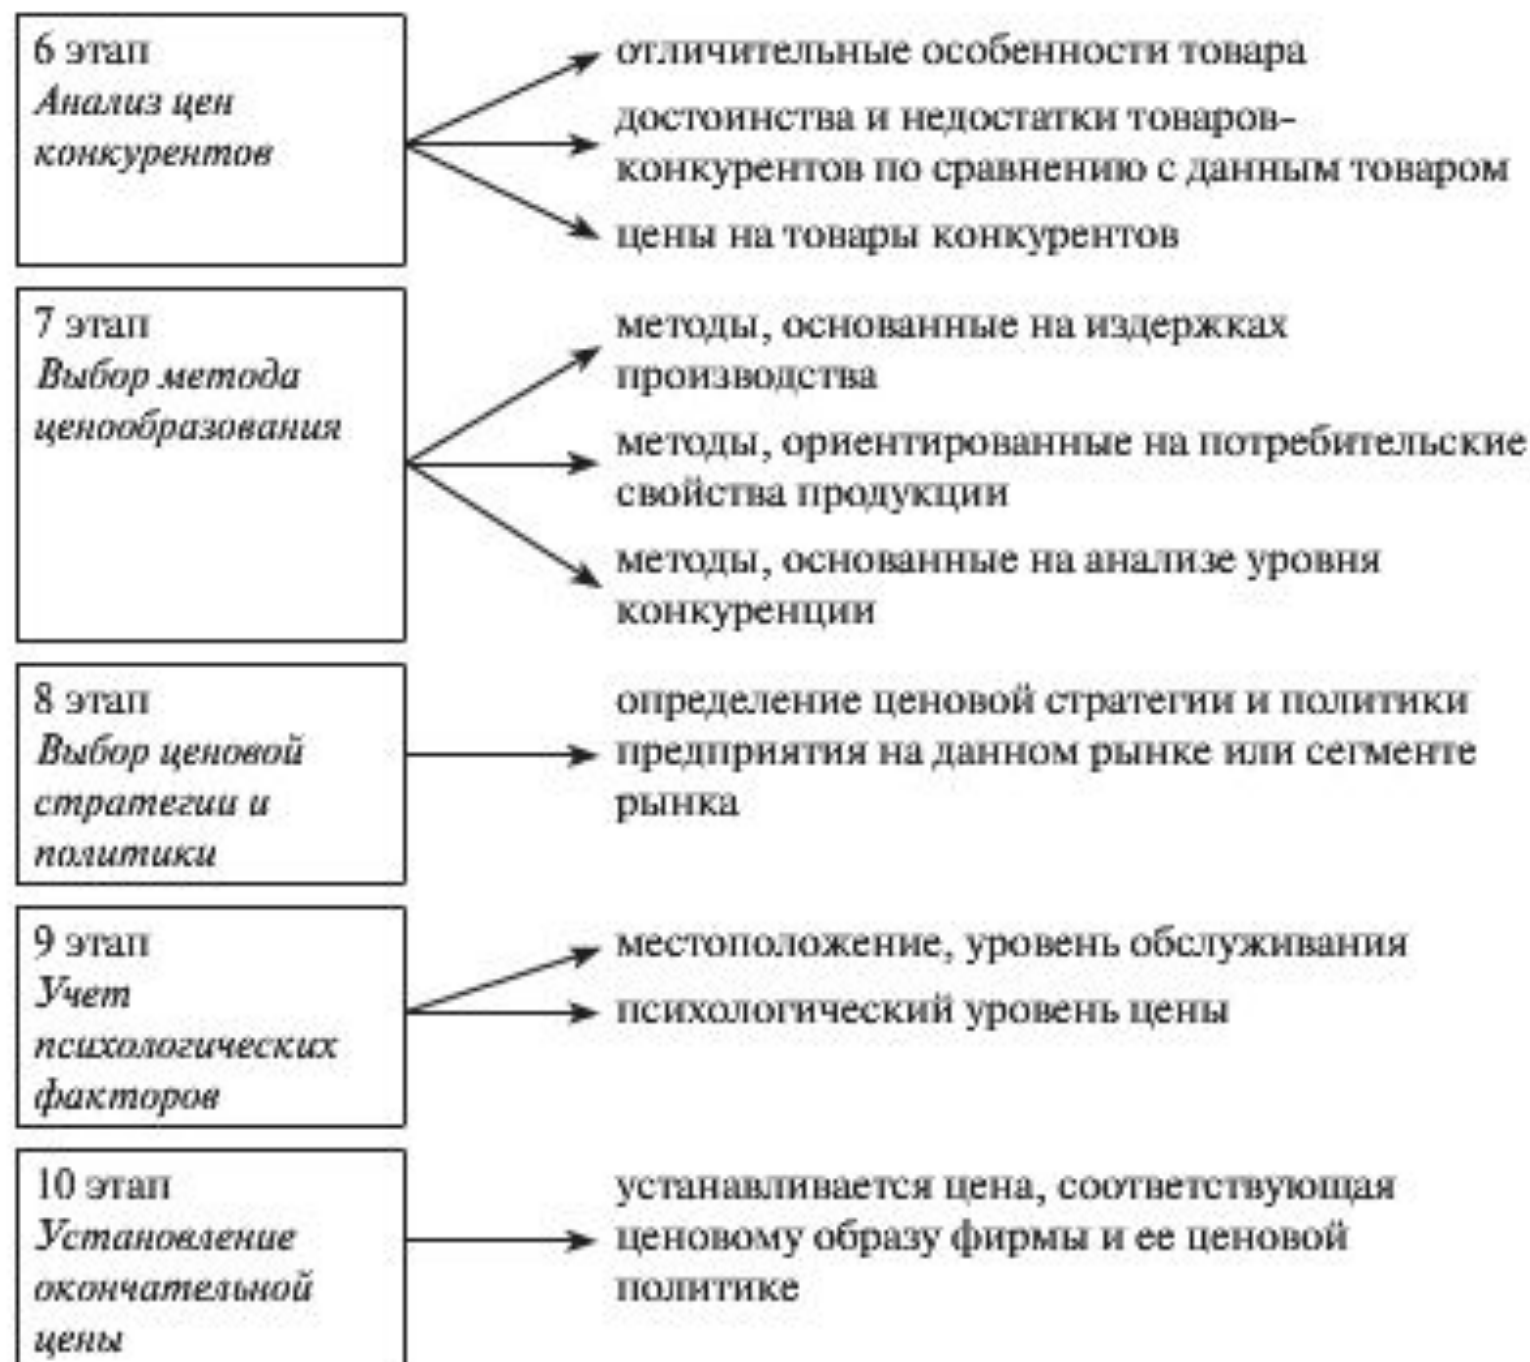 6 этап
Анализ цен
конкурентов
отличительные особенности товара
достоинства и недостатки товаров-
конкурентов по сравнению с данным товаром
цены на товары конкурентов
7 этап
Выбор метода
ценообразования
методы, основанные на издержках
производства
методы, ориентированные на потребительские
свойства продукции
методы, основанные на анализе уровня
конкуренции
8 этап
Выбор ценовой
стратегии и
политики
определение ценовой стратегии и политики
предприятия на данном рынке или сегменте
рынка
9 этап
Учет
психологических
факторов
местоположение, уровень обслуживания
психологический уровень цены
10 этап
Установление
окончательной
цены
устанавливается цена, соответствующая
ценовому образу фирмы и ее ценовой
политике